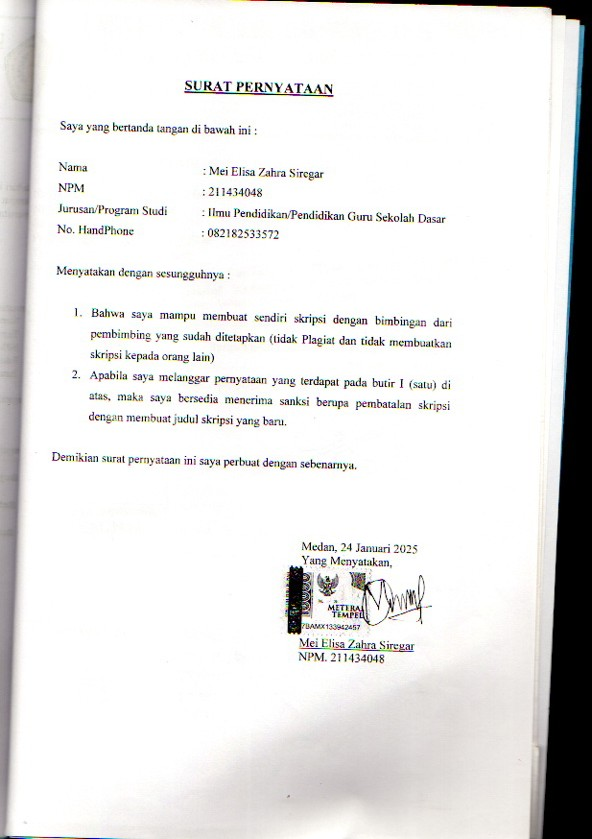 SURAT PERNYATAAN
Saya yang bertanda tangan di bawah ini :
Nama : Mei Elisa Zahra Siregar
NPM : 211434048
Jurusan/Program Studi : Ilmu Pendidikan/Pendidikan Guru Sekolah Dasar
No. HandPhone : 082182533572
Menyatakan dengan sesungguhnya :
1. Bahwa saya mampu membuat sendiri skripsi dengan bimbingan dari
pembimbing yang sudah ditetapkan (tidak Plagiat dan tidak membuatkan
skripsi kepada orang lain)
2. Apabila saya melanggar pernyataan yang terdapat pada butir I (satu) di
atas, maka saya bersedia menerima sanksi berupa pembatalan skripsi
dengan membuat judul skripsi yang baru.
Demikian surat pernyataan ini saya perbuat dengan sebenarnya.
Medan, 24 Januari 2025
Yang Menyatakan,
METERAI
TEMPEL
7BAMX133942457
Mei Elisa Zahra Siregar
NPM. 211434048